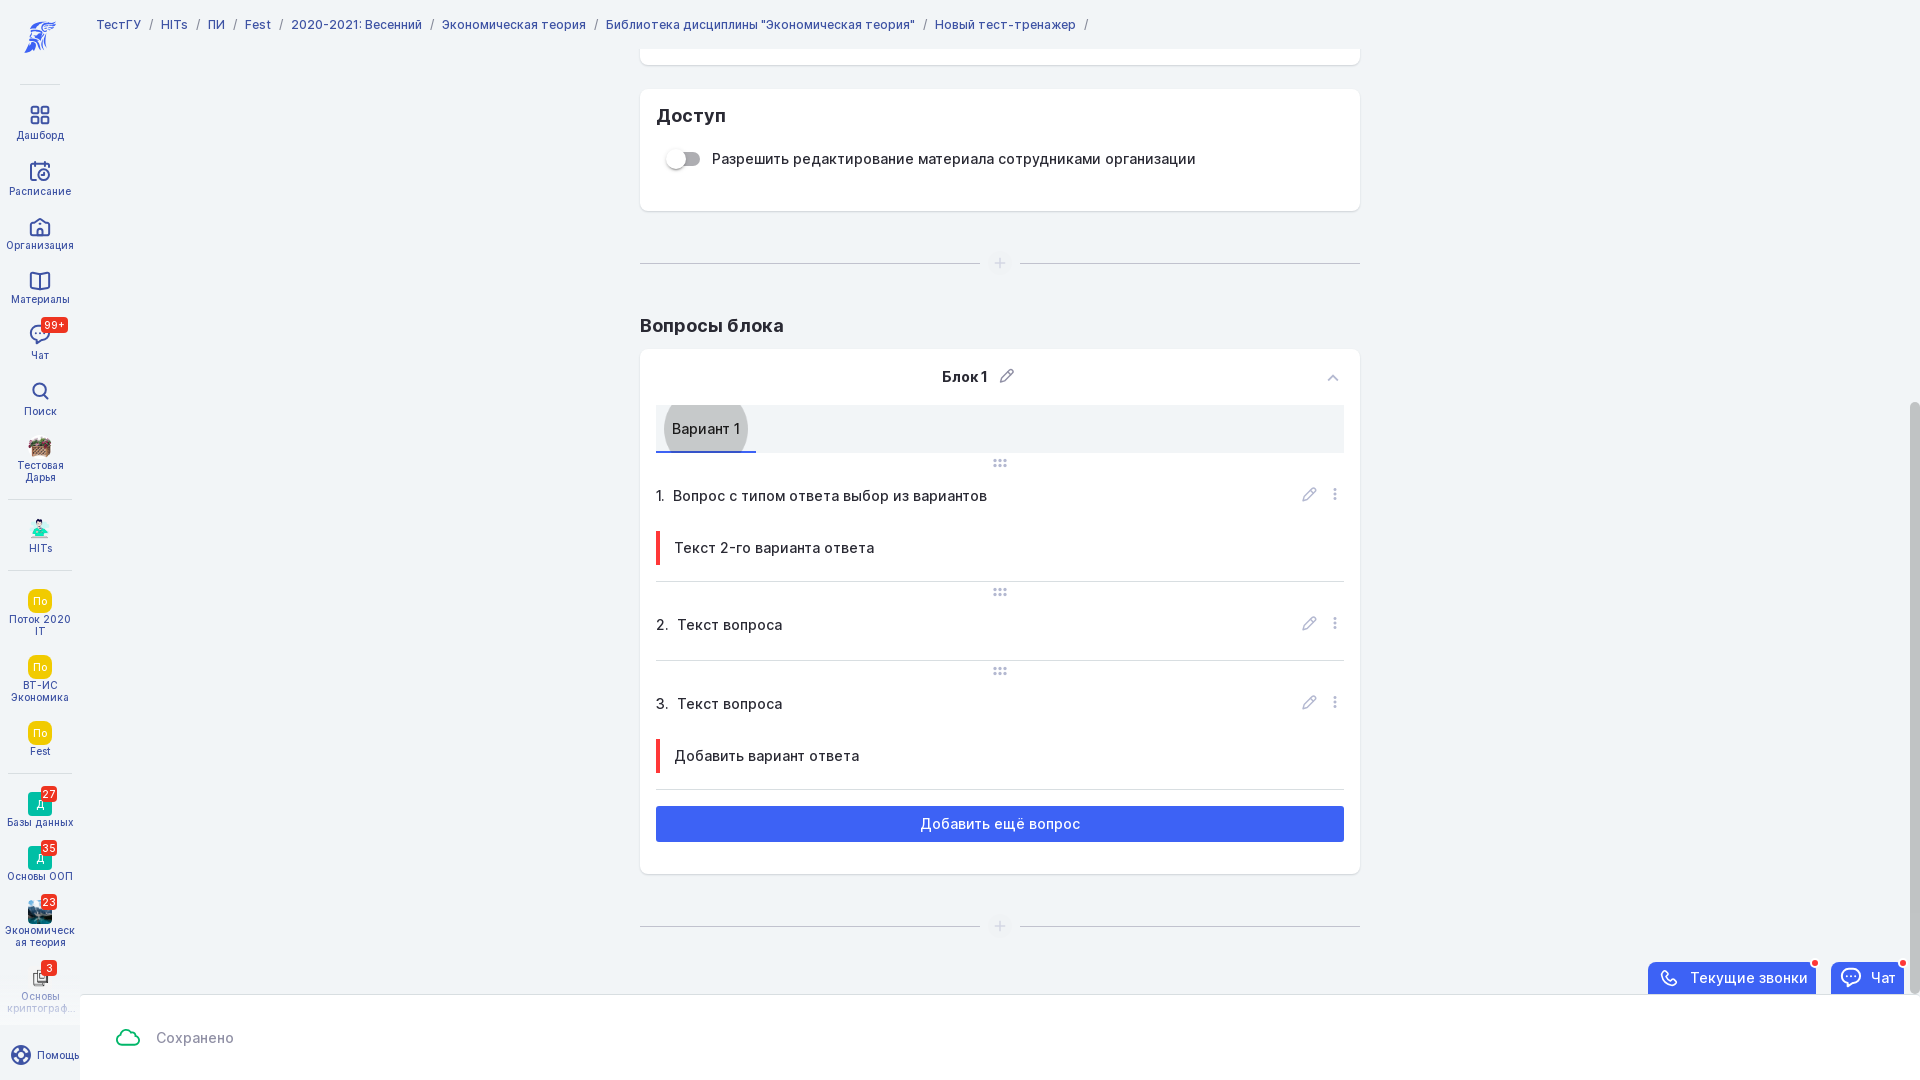 ТестГУ / HITs / ПИ / Fest / 2020-2021: Весенний / Экономическая теория / Библиотека дисциплины "Экономическая теория" / Новый тест-тренажер /
Дашборд
Расписание
Организация
Материалы
99+
Чат
Поиск
Тестовая
Дарья
HITs
По
Поток 2020
IT
По
ВТ-ИС
Экономика
По
Fest
27
Д
Базы данных
35
Д
Основы ООП
23
Экономическ
ая теория
3
Основы
криптограф...
Помощь
Доступ
Разрешить редактирование материала сотрудниками организации
Вопросы блока
Блок 1
Вариант 1
1. Вопрос с типом ответа выбор из вариантов
Текст 2-го варианта ответа
2. Текст вопроса
3. Текст вопроса
Добавить вариант ответа
Добавить ещё вопрос
Текущие звонки
Чат
Сохранено